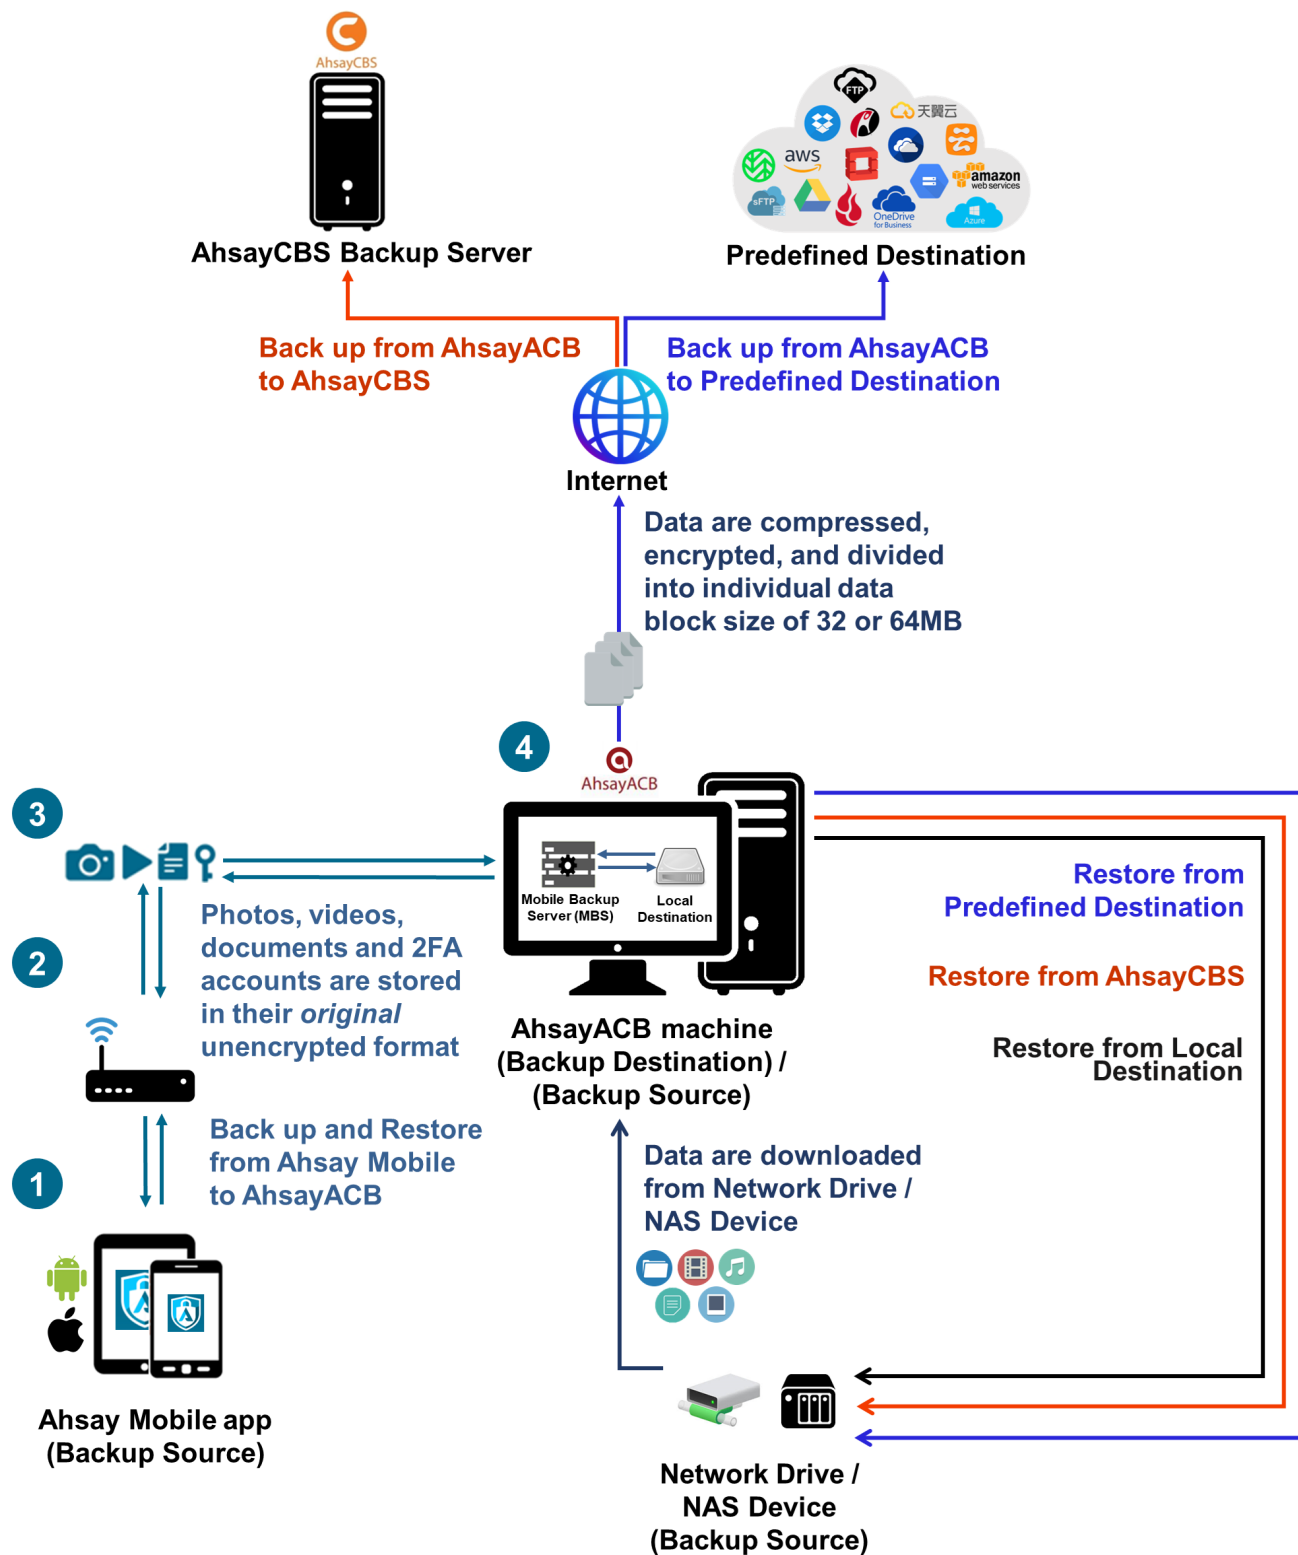 AhsayCBS
AhsayCBS Backup Server
FTP
天翼云
aws
amazon
web services
sFTP
OneDrive
for Business
Azure
Predefined Destination
Back up from AhsayACB
to AhsayCBS
Back up from AhsayACB
to Predefined Destination
Internet
Data are compressed,
encrypted, and divided
into individual data
block size of 32 or 64MB
4
AhsayACB
3
Mobile Backup
Server (MBS)
Local
Destination
Photos, videos,
documents and 2FA
accounts are stored
in their original
unencrypted format
2
AhsayACB machine
(Backup Destination) /
(Backup Source)
Restore from
Predefined Destination
Restore from AhsayCBS
Restore from Local
Destination
Back up and Restore
from Ahsay Mobile
to AhsayACB
1
Data are downloaded
from Network Drive /
NAS Device
Ahsay Mobile app
(Backup Source)
Network Drive /
NAS Device
(Backup Source)